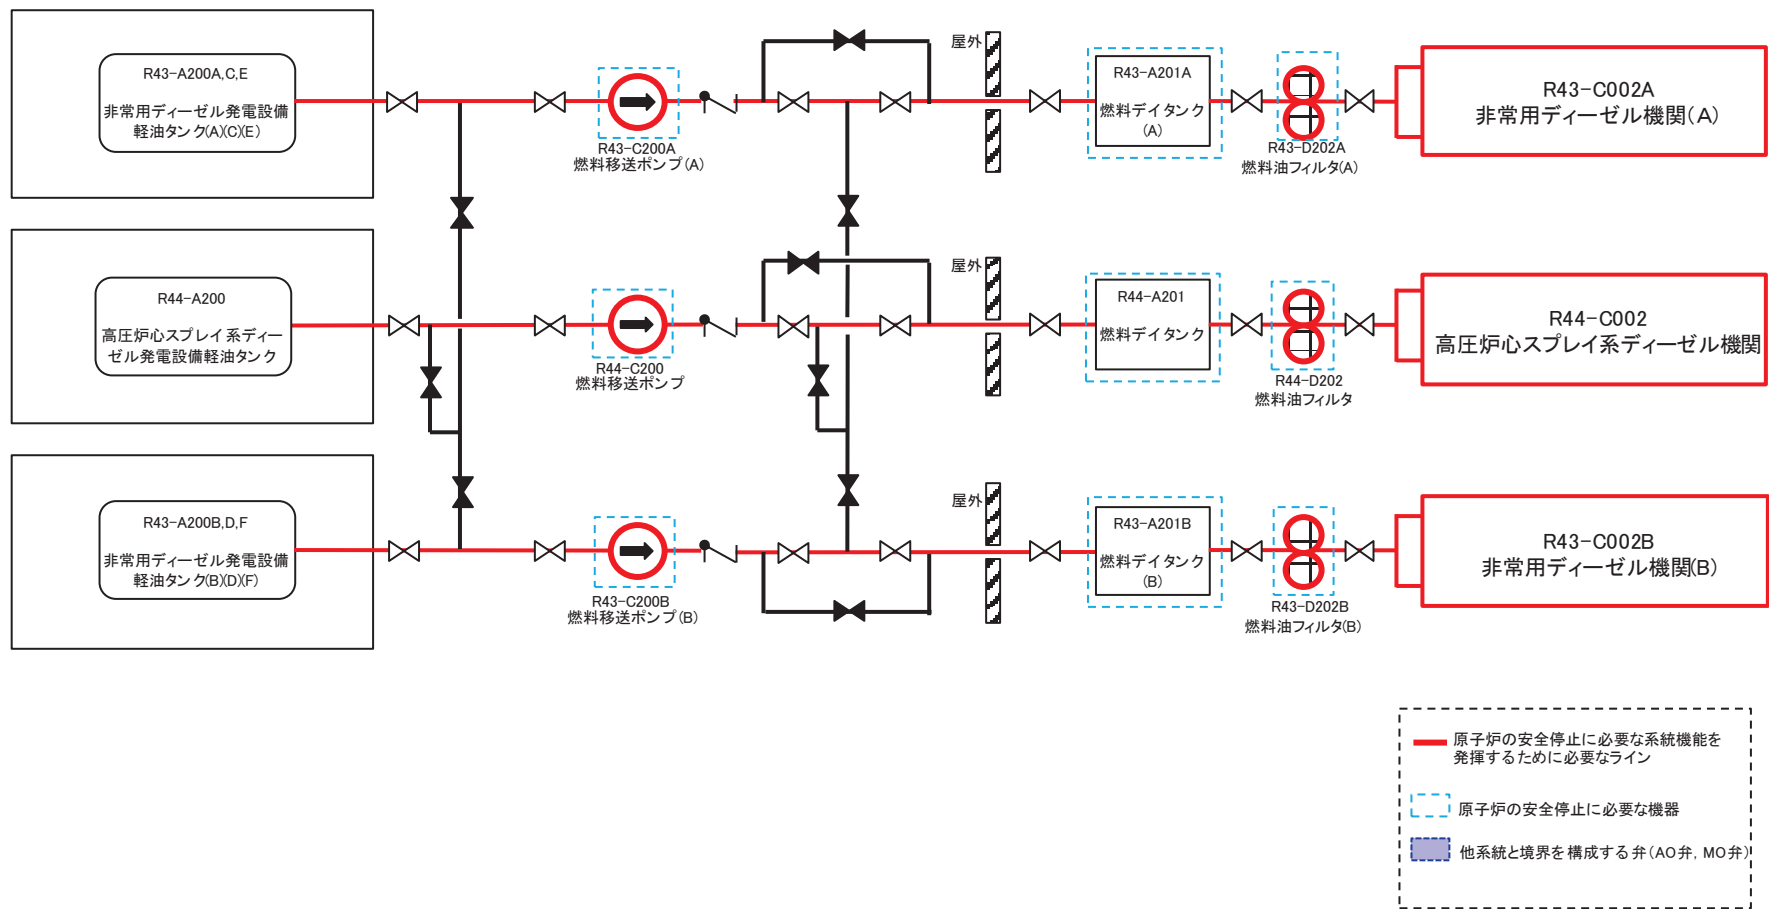 R43-A200A,C,E
非常用ディーゼル発電設備
軽油タンク(A)(C)(E)
R43-C200A
燃料移送ポンプ(A)
屋外
R43-A201A
燃料デイタンク
(A)
R43-D202A
燃料油フィルタ(A)
R43-C002A
非常用ディーゼル機関(A)
R44-A200
高圧炉心スプレイ系ディー
ゼル発電設備軽油タンク
R44-C200
燃料移送ポンプ
屋外
R44-A201
燃料デイタンク
R44-D202
燃料油フィルタ
R44-C002
高圧炉心スプレイ系ディーゼル機関
R43-A200B,D,F
非常用ディーゼル発電設備
軽油タンク(B)(D)(F)
R43-C200B
燃料移送ポンプ(B)
屋外
R43-A201B
燃料デイタンク
(B)
R43-D202B
燃料油フィルタ(B)
R43-C002B
非常用ディーゼル機関(B)
原子炉の安全停止に必要な系統機能を
発揮するために必要なライン
原子炉の安全停止に必要な機器
他系統と境界を構成する弁(AO弁, MO弁)